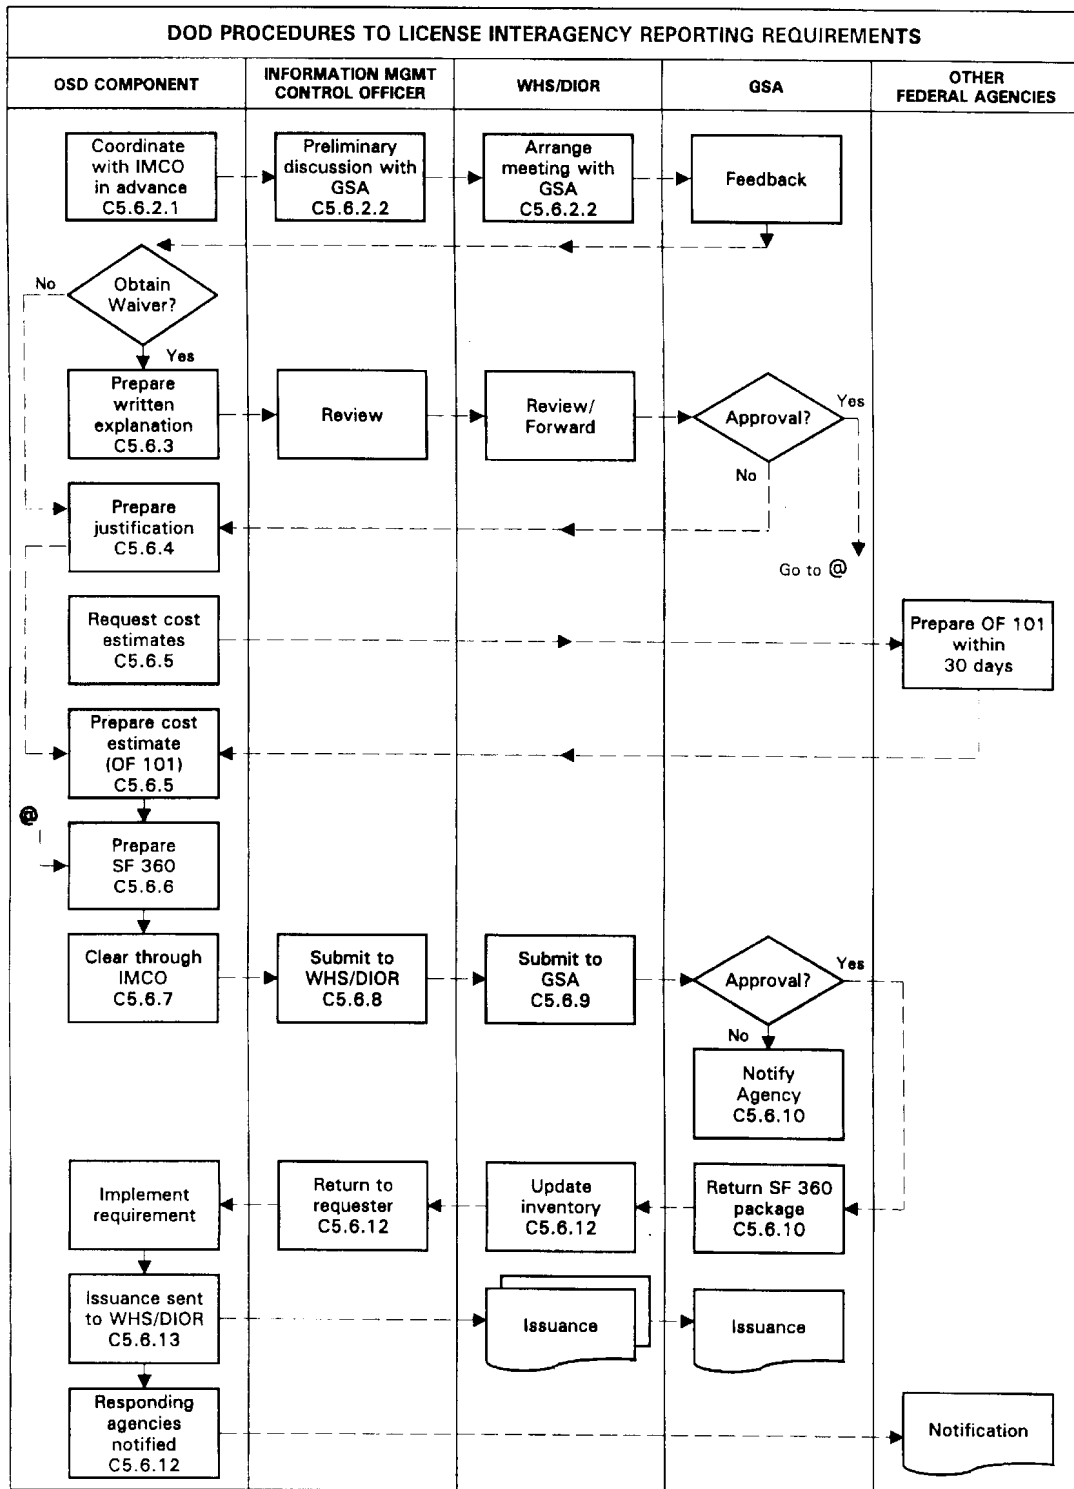 DOD PROCEDURES TO LICENSE INTERAGENCY REPORTING REQUIREMENTS
OSD COMPONENT
INFORMATION MGMT
CONTROL OFFICER
WHS/DIOR
GSA
OTHER
FEDERAL AGENCIES
Coordinate
with IMCO
in advance
C5.6.2.1
Preliminary
discussion with
GSA
C5.6.2.2
Arrange
meeting with
GSA
C5.6.2.2
Feedback
No
Obtain
Waiver?
Yes
Prepare
written
explanation
C5.6.3
Review
Review/
Forward
Approval?
Yes
No
Prepare
justification
C5.6.4
Go to @
Request cost
estimates
C5.6.5
Prepare OF 101
within
30 days
Prepare cost
estimate
(OF 101)
C5.6.5
@
Prepare
SF 360
C5.6.6
Clear through
IMCO
C5.6.7
Submit to
WHS/DIOR
C5.6.8
Submit to
GSA
C5.6.9
Approval?
Yes
No
Notify
Agency
C5.6.10
Implement
requirement
Return to
requester
C5.6.12
Update
inventory
C5.6.12
Return SF 360
package
C5.6.10
Issuance sent
to WHS/DIOR
C5.6.13
Issuance
Issuance
Responding
agencies
notified
C5.6.12
Notification